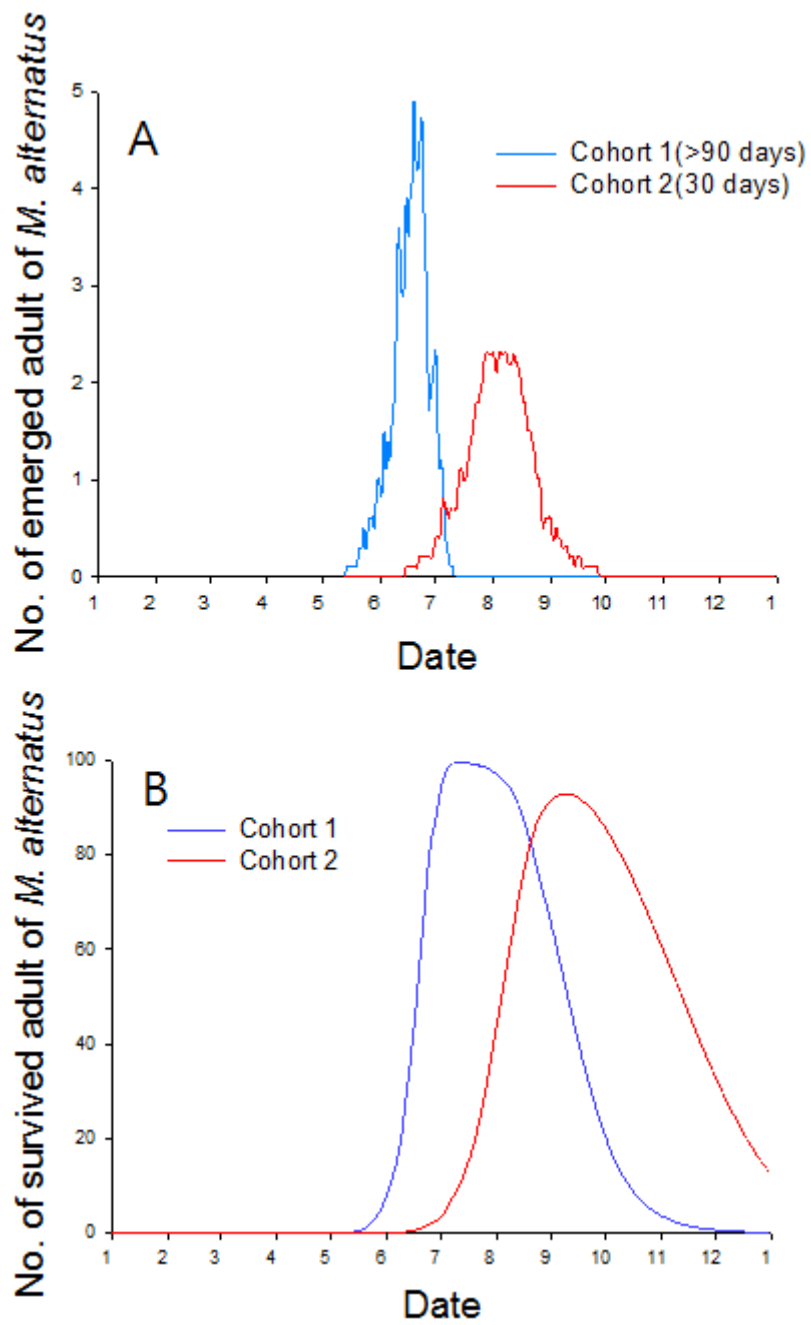 No. of emerged adult of M. alternatus
5
4
3
2
1
0
A
Cohort 1(>90 days)
Cohort 2(30 days)
1 2 3 4 5 6 7 8 9 10 11 12 1
Date
No. of survived adult of M. alternatus
100
80
60
40
20
0
B
Cohort 1
Cohort 2
1 2 3 4 5 6 7 8 9 10 11 12 1
Date